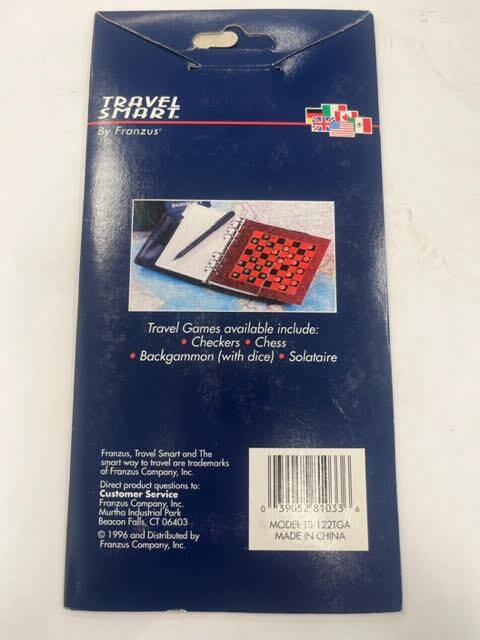 TRAVEL
SMART™
By Franzus®
Travel Games available include:
• Checkers • Chess
• Backgammon (with dice) • Solataire
Franzus, Travel Smart and The
smart way to travel are trademarks
of Franzus Company, Inc.
Direct product questions to:
Customer Service
Franzus Company, Inc.
Murtha Industrial Park
Beacon Falls, CT 06403
© 1996 and Distributed by
Franzus Company, Inc.
0 39052 81033 6
MODEL TS-122TGA
MADE IN CHINA